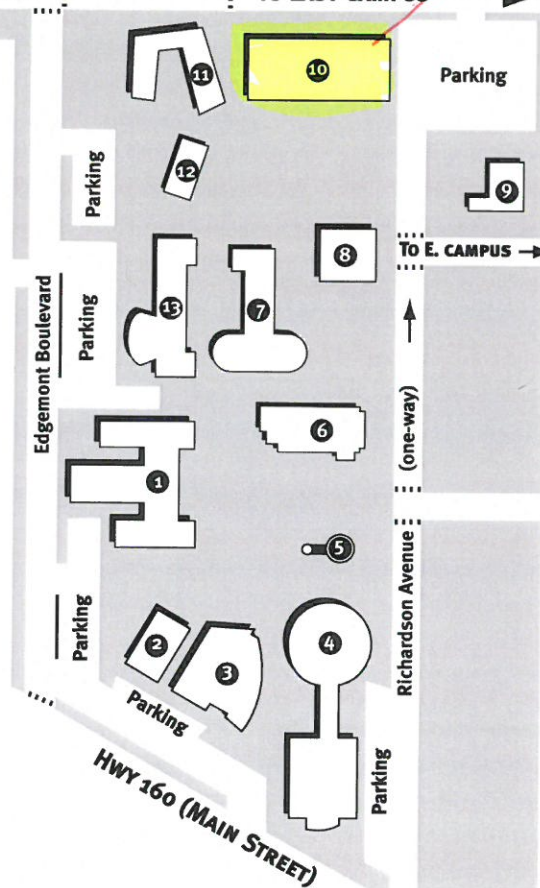 11
10
Parking
12
Parking
9
8
To E. campus →
13
7
Parking
Edgemont Boulevard
6
(one-way)
1
5
Richardson Avenue
Parking
2
3
4
Parking
Parking
Hwy 160 (Main Street)